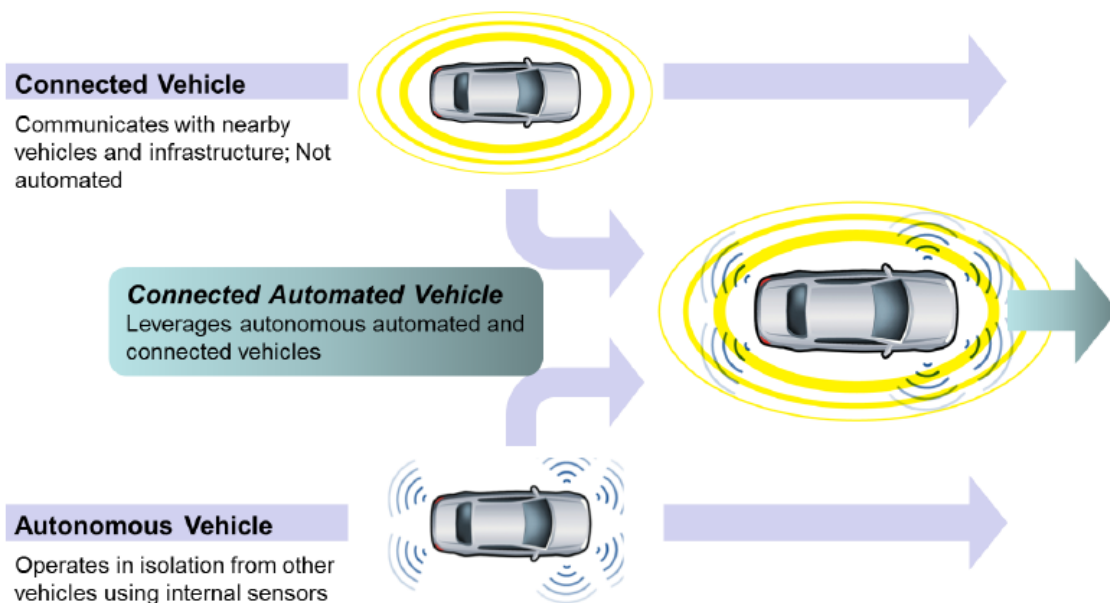 Connected Vehicle
Communicates with nearby
vehicles and infrastructure; Not
automated
Connected Automated Vehicle
Leverages autonomous automated and
connected vehicles
Autonomous Vehicle
Operates in isolation from other
vehicles using internal sensors